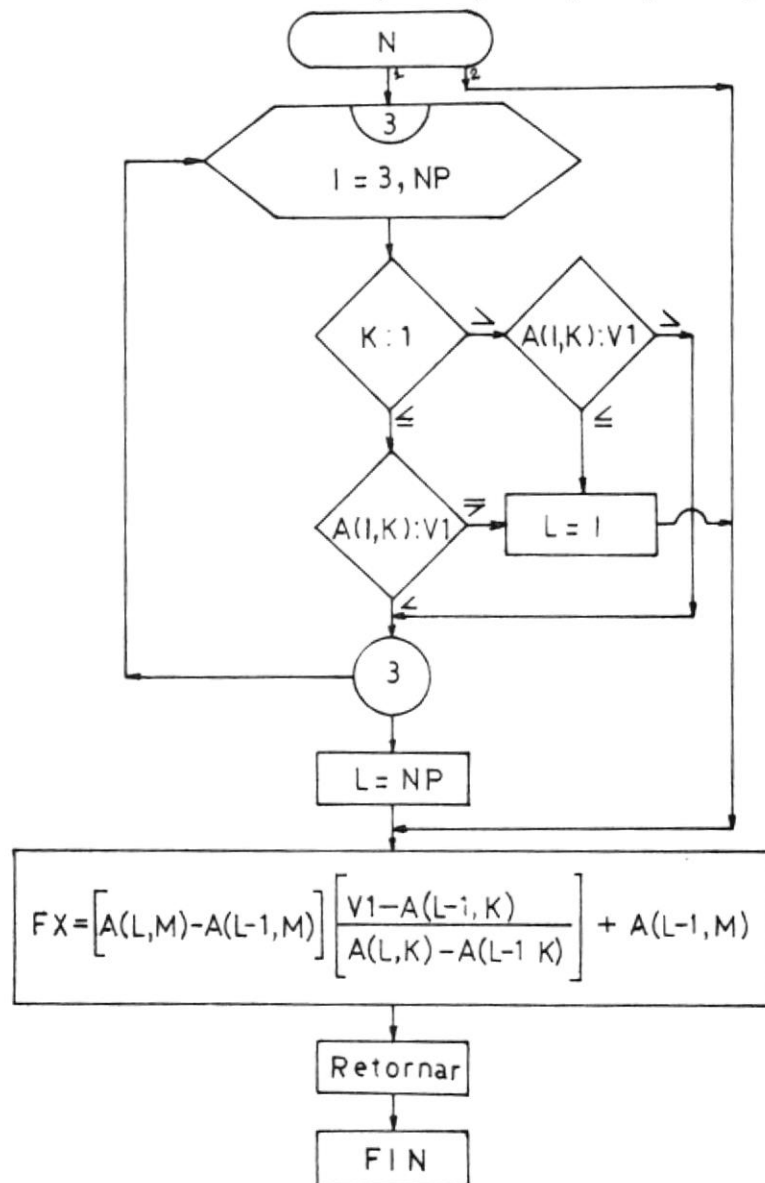 N
1 2
3
I = 3, NP
K : 1
>
A(I,K):V1
>
≦
≦
A(I,K):V1
≧
L = I
<
3
L = NP
FX=[A(L,M)-A(L-1,M)] [V1-A(L-1,K) / A(L,K)-A(L-1 K)] + A(L-1,M)
Retornar
FIN